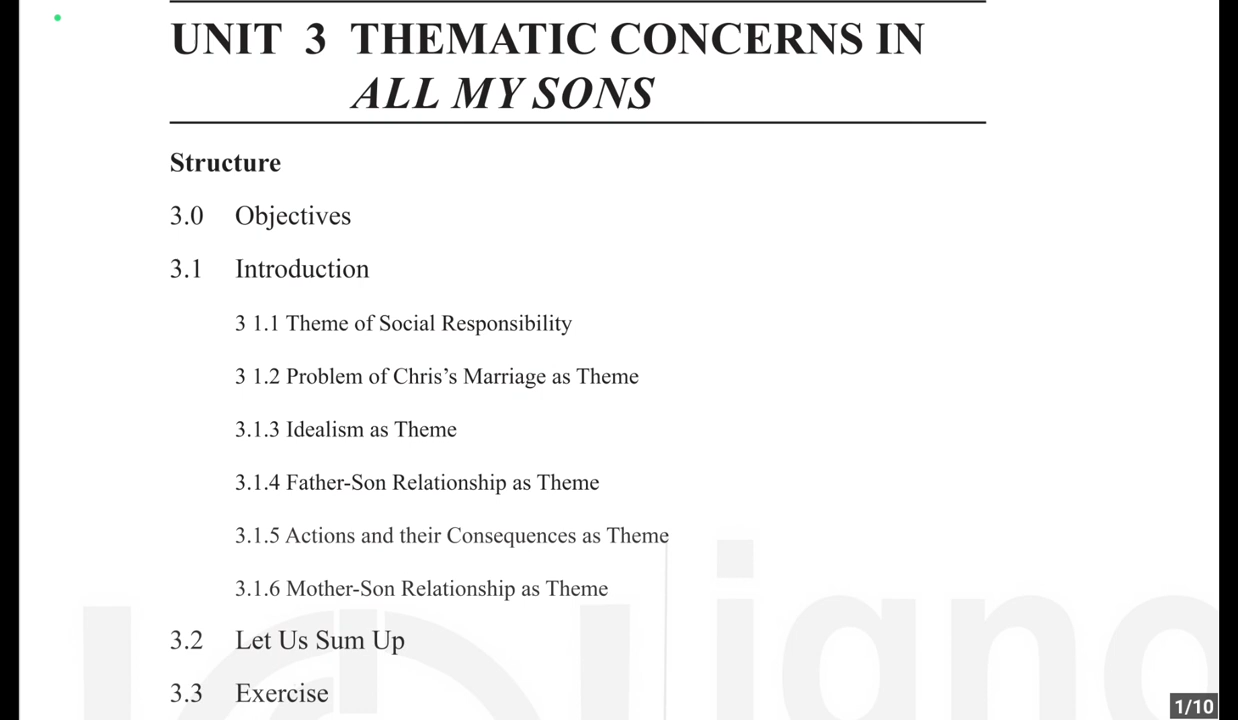 UNIT 3 THEMATIC CONCERNS IN
ALL MY SONS
Structure
3.0 Objectives
3.1 Introduction
3 1.1 Theme of Social Responsibility
3 1.2 Problem of Chris’s Marriage as Theme
3.1.3 Idealism as Theme
3.1.4 Father-Son Relationship as Theme
3.1.5 Actions and their Consequences as Theme
3.1.6 Mother-Son Relationship as Theme
3.2 Let Us Sum Up
3.3 Exercise
igno
1/10